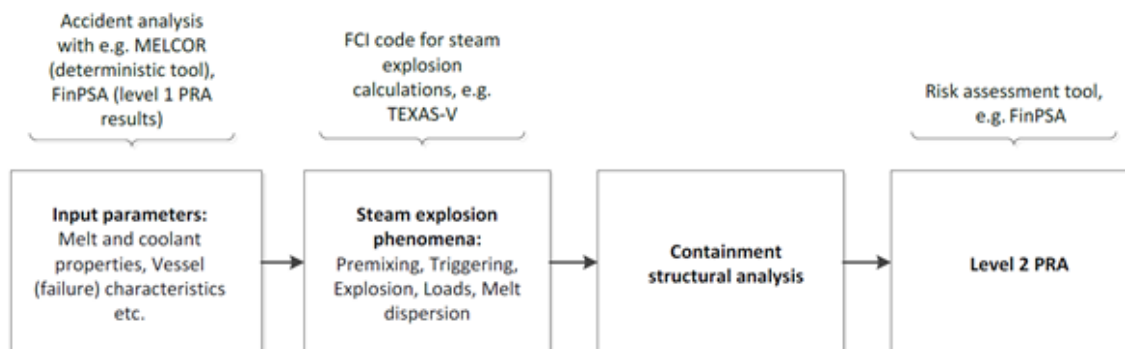 Accident analysis
with e.g. MELCOR
(deterministic tool),
FinPSA (level 1 PRA
results)
FCI code for steam
explosion
calculations, e.g.
TEXAS-V
Risk assessment tool,
e.g. FinPSA
Input parameters:
Melt and coolant
properties, Vessel
(failure) characteristics
etc.
Steam explosion
phenomena:
Premixing, Triggering,
Explosion, Loads, Melt
dispersion
Containment
structural analysis
Level 2 PRA